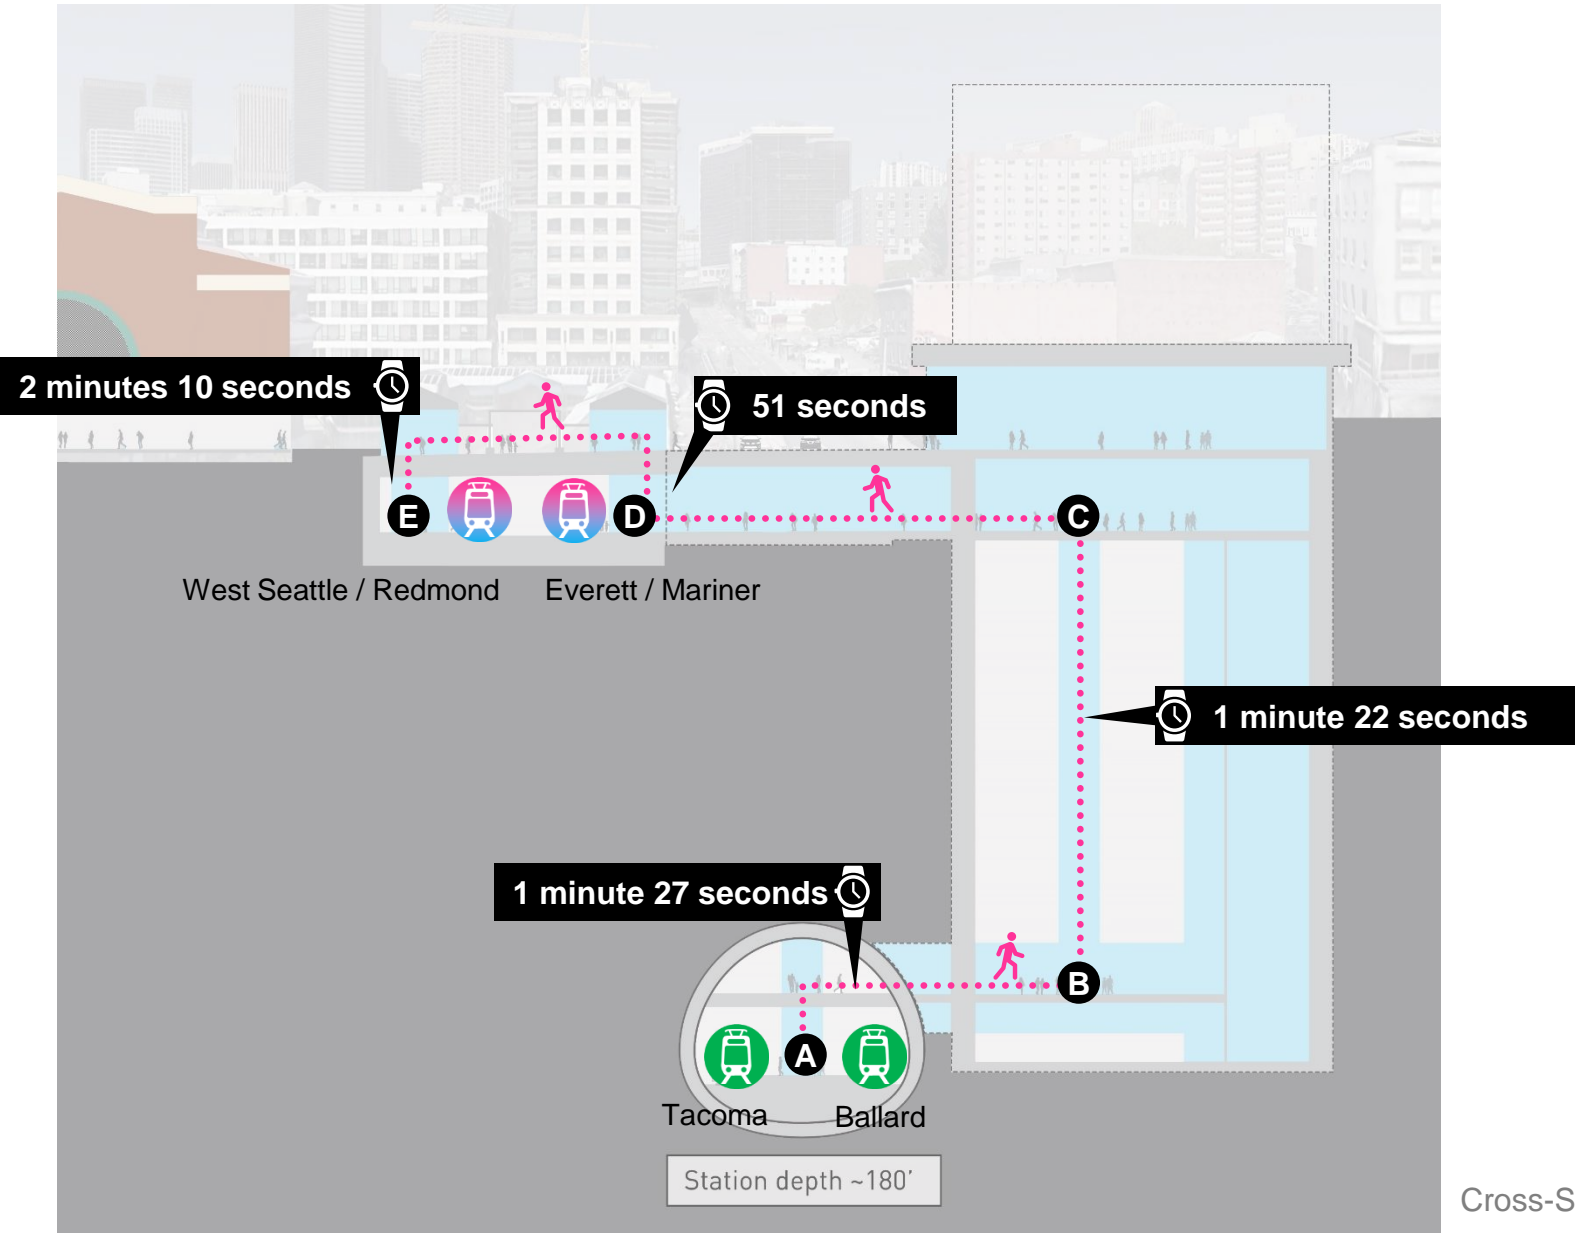 2 minutes 10 seconds
51 seconds
E
D
C
West Seattle / Redmond
Everett / Mariner
1 minute 22 seconds
1 minute 27 seconds
B
A
Tacoma
Ballard
Station depth ~180'
Cross-S